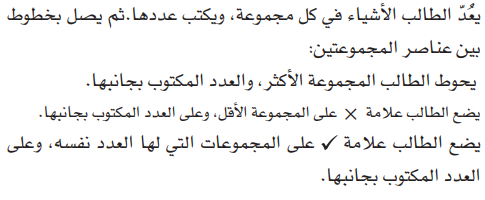 يعُدّ الطالب الأشياء في كل مجموعة، ويكتب عددها.ثم يصل بخطوط
بين عناصر المجموعتين:
يحوط الطالب المجموعة الأكثر، والعدد المكتوب بجانبها.
يضع الطالب علامة × على المجموعة الأقل، وعلى العدد المكتوب بجانبها.
يضع الطالب علامة ✓ على المجموعات التي لها العدد نفسه، وعلى
العدد المكتوب بجانبها.